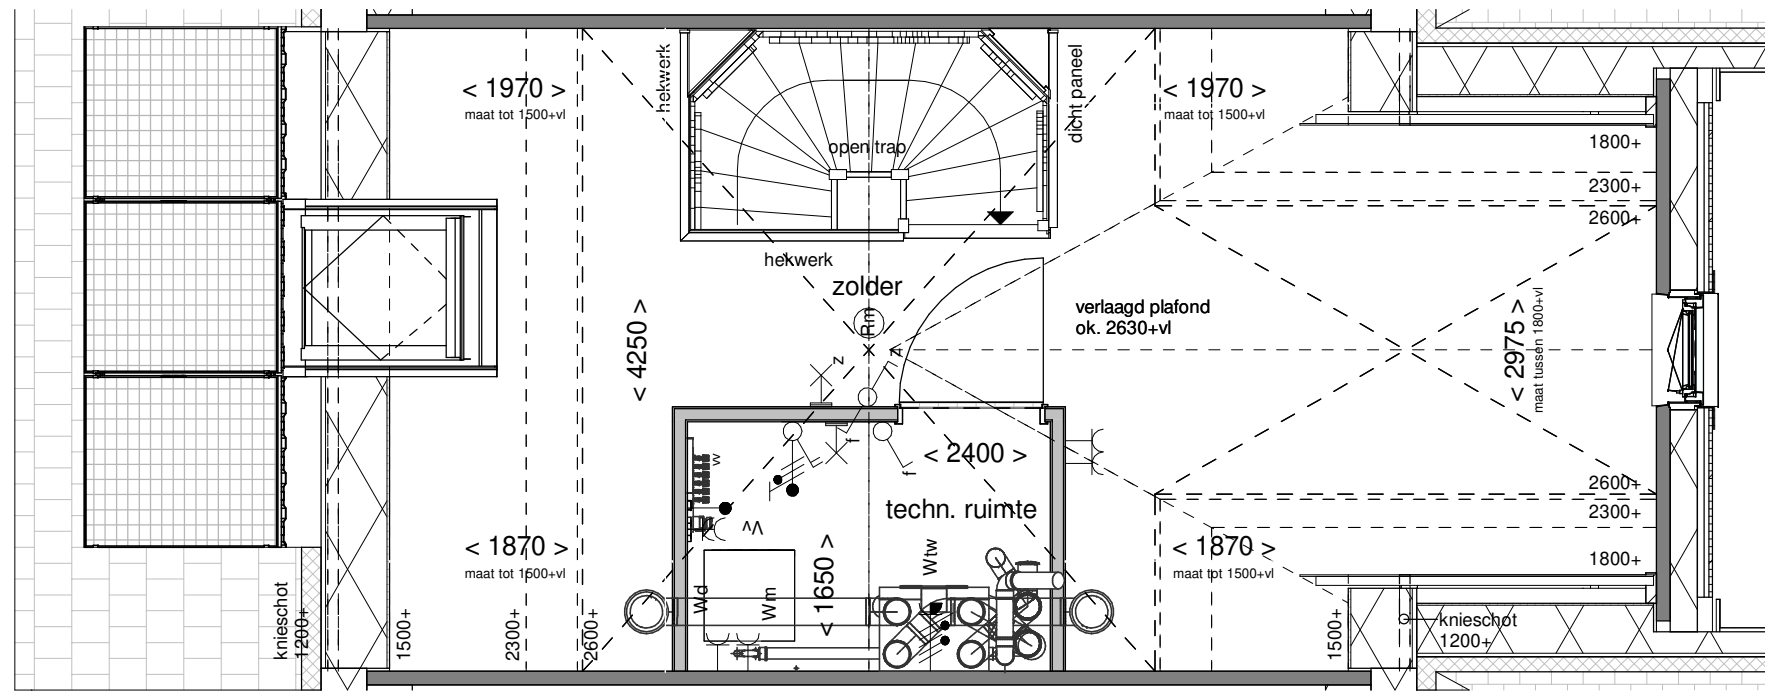 < 1970 >
maat tot 1500+vl
hekwerk
open trap
dicht paneel
< 1970 >
maat tot 1500+vl
1800+
2300+
2600+
hekwerk
zolder
Rm
< 4250 >
verlaagd plafond
ok. 2630+vl
< 2975 >
maat tussen 1800+vl
z
z
f
f
< 2400 >
techn. ruimte
2600+
2300+
1800+
< 1870 >
maat tot 1500+vl
< 1870 >
maat tot 1500+vl
< 1650 >
Wd
Wm
Wtw
knieschot
1200+
1500+
2300+
2600+
1500+
knieschot
1200+